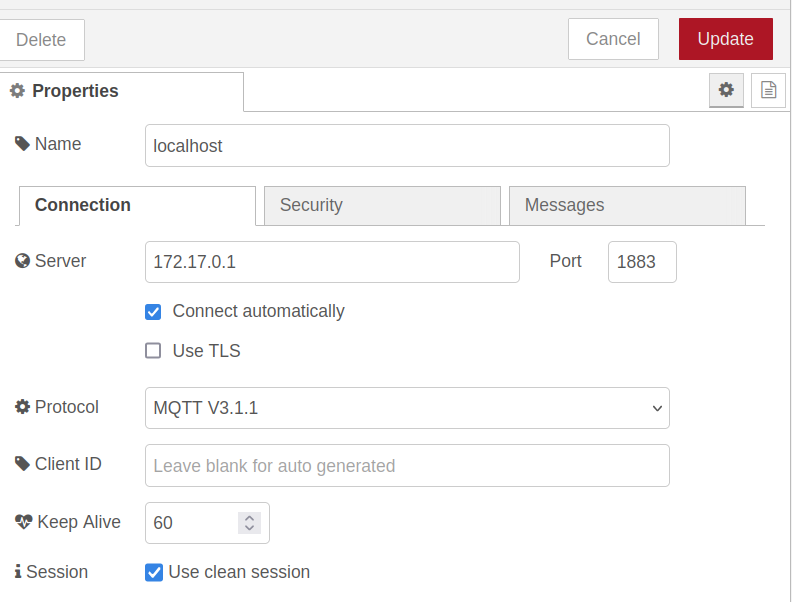 Delete Cancel Update
Properties
Name localhost
Connection Security Messages
Server 172.17.0.1 Port 1883
Connect automatically
Use TLS
Protocol MQTT V3.1.1
Client ID Leave blank for auto generated
Keep Alive 60
Session Use clean session